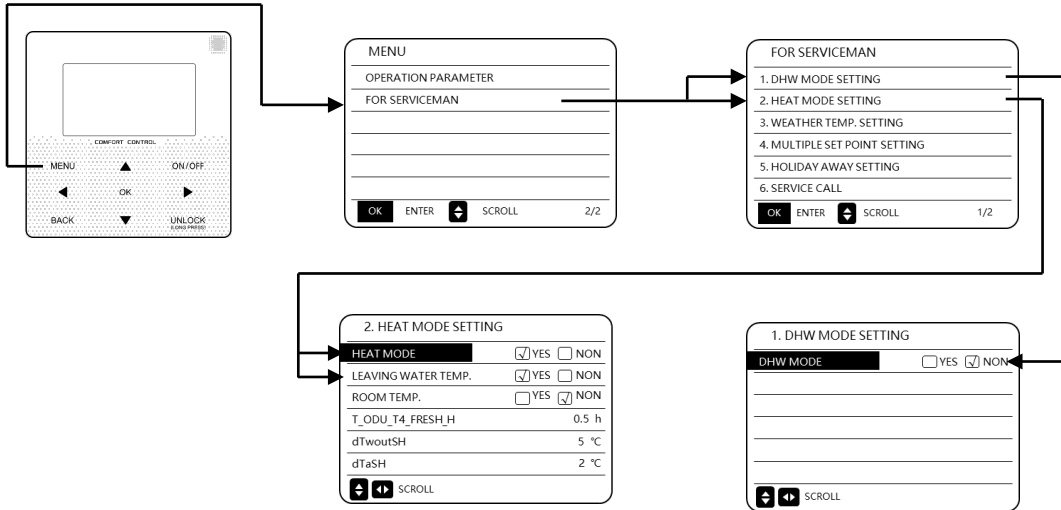 COMFORT CONTROL
MENU ON/OFF
OK
BACK UNLOCK
(LONG PRESS)
MENU
OPERATION PARAMETER
FOR SERVICEMAN
OK ENTER SCROLL 2/2
FOR SERVICEMAN
1. DHW MODE SETTING
2. HEAT MODE SETTING
3. WEATHER TEMP. SETTING
4. MULTIPLE SET POINT SETTING
5. HOLIDAY AWAY SETTING
6. SERVICE CALL
OK ENTER SCROLL 1/2
2. HEAT MODE SETTING
HEAT MODE YES NON
LEAVING WATER TEMP. YES NON
ROOM TEMP. YES NON
T_ODU_T4_FRESH_H 0.5 h
dTwoutSH 5 ℃
dTaSH 2 ℃
SCROLL
1. DHW MODE SETTING
DHW MODE YES NON
SCROLL